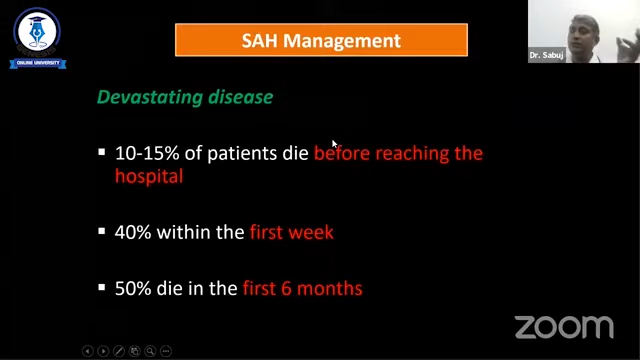 SAH Management
ONLINE UNIVERSITY
Dr. Sabuj
Devastating disease
▪ 10-15% of patients die before reaching the
hospital
▪ 40% within the first week
▪ 50% die in the first 6 months
zoom